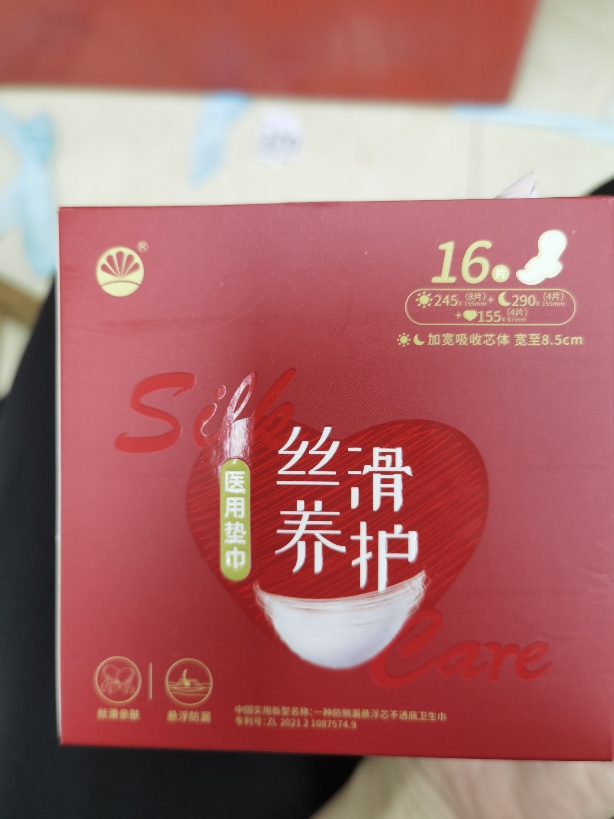 ®
16片
245×195mm（8片）+ 290×155mm（4片）
+ 155×67mm（4片）
加宽吸收芯体 宽至8.5cm
Silk
丝滑
养护
医用垫巾
Care
丝滑亲肤
悬浮防漏
中国实用新型名称：一种防侧漏悬浮芯不透底卫生巾
专利号：ZL 2021 2 1087574.9